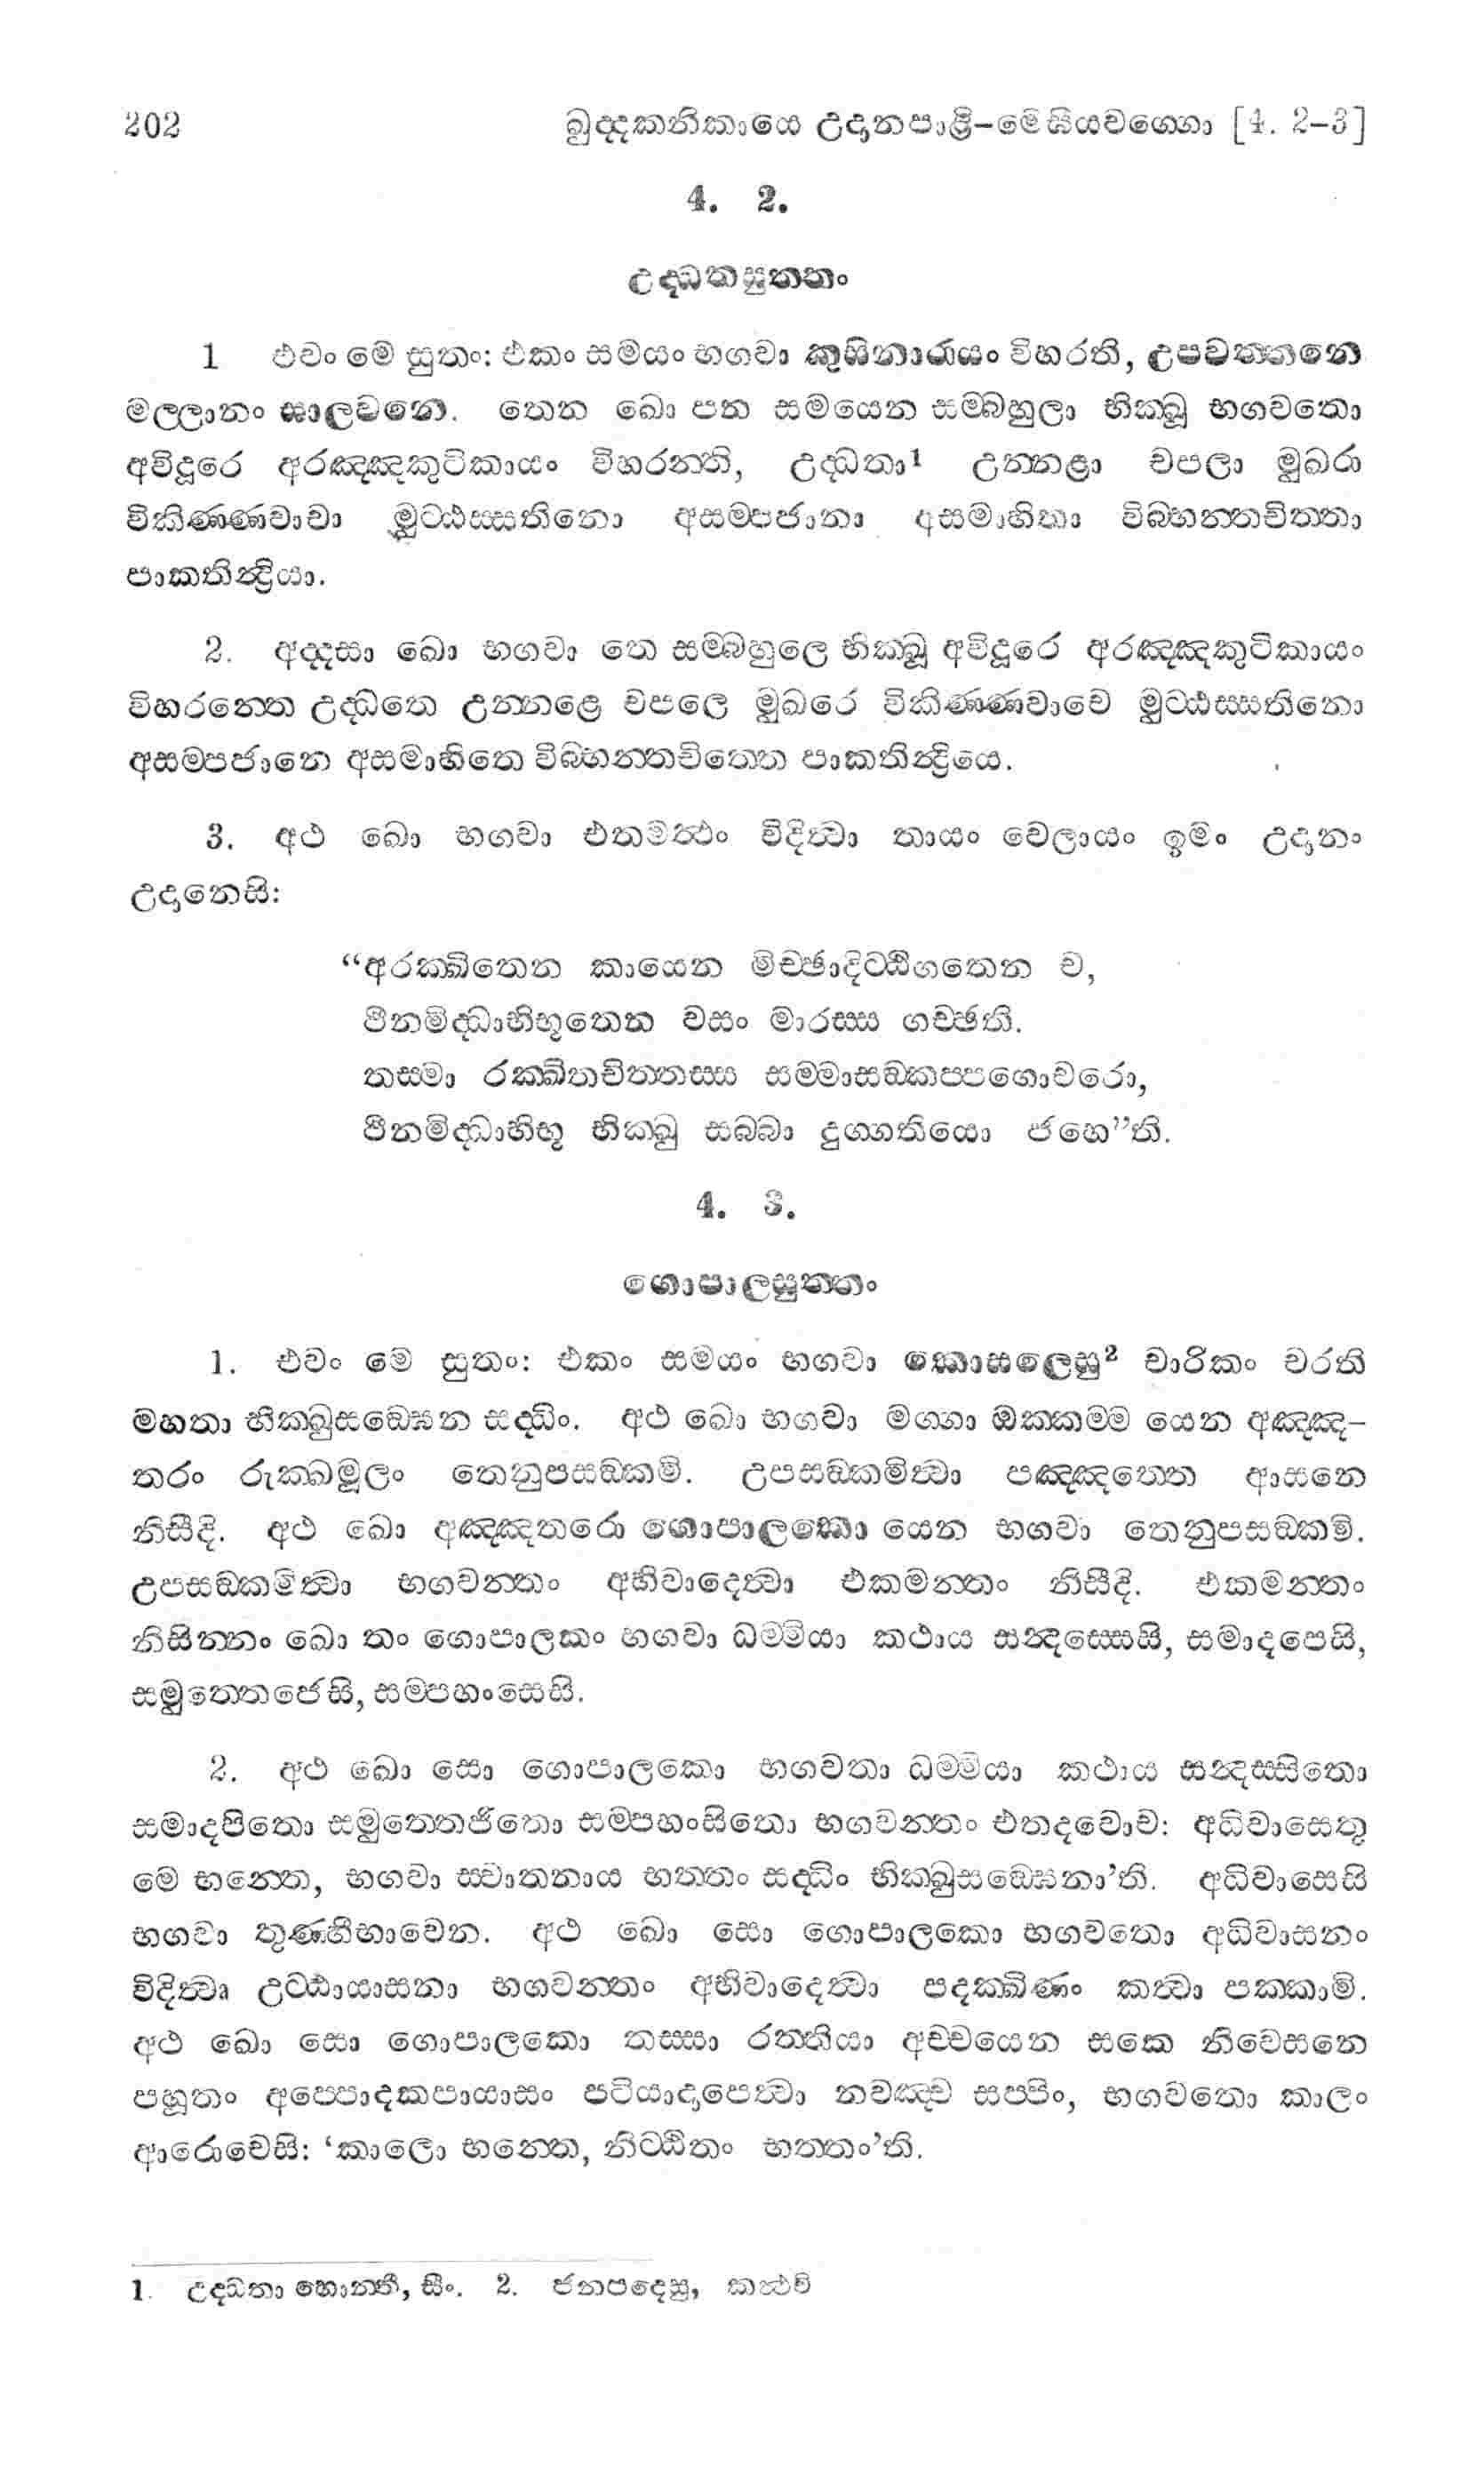 202 ඛුද්දකනිකායෙ උදානපාළි–මේඝියවග්ගො [4. 2–3]
4. 2.
උද්ධතසුත්තං
1 එවං මෙ සුතං: එකං සමයං භගවා කුසිනාරායං විහරති, උපවත්තනෙ
මල්ලානං සාලවනෙ. තෙන ඛො පන සමයෙන සම්බහුලා භික්ඛූ භගවතො
අවිදූරෙ අරඤ්ඤකුටිකායං විහරන්ති, උද්ධතා¹ උන්නළා චපලා මුඛරා
විකිණ්ණවාචා මුට්ඨස්සතිනො අසම්පජානා අසමාහිතා විබ්භන්තචිත්තා
පාකතින්ද්‍රියා.
2. අද්දසා ඛො භගවා තෙ සම්බහුලෙ භික්ඛූ අවිදූරෙ අරඤ්ඤකුටිකායං
විහරන්තෙ උද්ධතෙ උන්නළෙ චපලෙ මුඛරෙ විකිණ්ණවාචෙ මුට්ඨස්සතිනො
අසම්පජානෙ අසමාහිතෙ විබ්භන්තචිත්තෙ පාකතින්ද්‍රියෙ.
3. අථ ඛො භගවා එතමත්ථං විදිත්වා තායං වෙලායං ඉමං උදානං
උදානෙසි:
“අරක්ඛිතෙන කායෙන මිච්ඡාදිට්ඨිගතෙන ච,
ථීනමිද්ධාභිභූතෙන වසං මාරස්ස ගච්ඡති.
තස්මා රක්ඛිතචිත්තස්ස සම්මාසඞ්කප්පගොචරො,
ථීනමිද්ධාභිභූ භික්ඛු සබ්බා දුග්ගතියො ජහෙ”ති.
4. 3.
ගොපාලසුත්තං
1. එවං මෙ සුතං: එකං සමයං භගවා කොසලෙසු² චාරිකං චරති
මහතා භික්ඛුසඞ්ඝෙන සද්ධිං. අථ ඛො භගවා මග්ගා ඔක්කම්ම යෙන අඤ්ඤ–
තරං රුක්ඛමූලං තෙනුපසඞ්කමි. උපසඞ්කමිත්වා පඤ්ඤත්තෙ ආසනෙ
නිසීදි. අථ ඛො අඤ්ඤතරො ගොපාලකො යෙන භගවා තෙනුපසඞ්කමි.
උපසඞ්කමිත්වා භගවන්තං අභිවාදෙත්වා එකමන්තං නිසීදි. එකමන්තං
නිසින්නං ඛො තං ගොපාලකං භගවා ධම්මියා කථාය සන්දස්සෙසි, සමාදපෙසි,
සමුත්තෙජෙසි, සම්පහංසෙසි.
2. අථ ඛො සො ගොපාලකො භගවතා ධම්මියා කථාය සන්දස්සිතො
සමාදපිතො සමුත්තෙජිතො සම්පහංසිතො භගවන්තං එතදවොච: අධිවාසෙතු
මෙ භන්තෙ, භගවා ස්වාතනාය භත්තං සද්ධිං භික්ඛුසඞ්ඝෙනා’ති. අධිවාසෙසි
භගවා තුණ්හීභාවෙන. අථ ඛො සො ගොපාලකො භගවතො අධිවාසනං
විදිත්වා උට්ඨායාසනා භගවන්තං අභිවාදෙත්වා පදක්ඛිණං කත්වා පක්කාමි.
අථ ඛො සො ගොපාලකො තස්සා රත්තියා අච්චයෙන සකෙ නිවෙසනෙ
පහූතං අප්පොදකපායාසං පටියාදාපෙත්වා නවඤ්ච සප්පිං, භගවතො කාලං
ආරොචෙසි: ‘කාලො භන්තෙ, නිට්ඨිතං භත්තං’ති.
1. උද්ධතා හොන්ති, සිං. 2. ජනපදෙසු, කත්ථචි